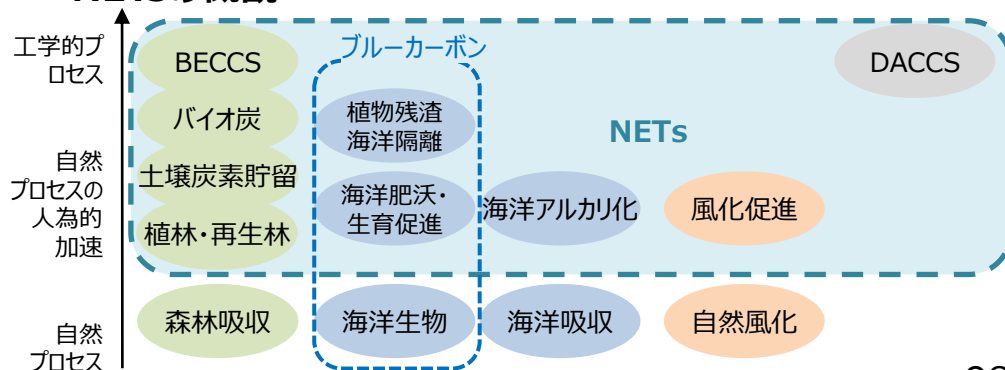 工学的プ
ロセス
BECCS
ブルーカーボン
DACCS
バイオ炭
植物残渣
海洋隔離
NETs
自然
プロセスの
人為的
加速
土壌炭素貯留
海洋肥沃・
生育促進
海洋アルカリ化
風化促進
植林・再生林
自然
プロセス
森林吸収
海洋生物
海洋吸収
自然風化